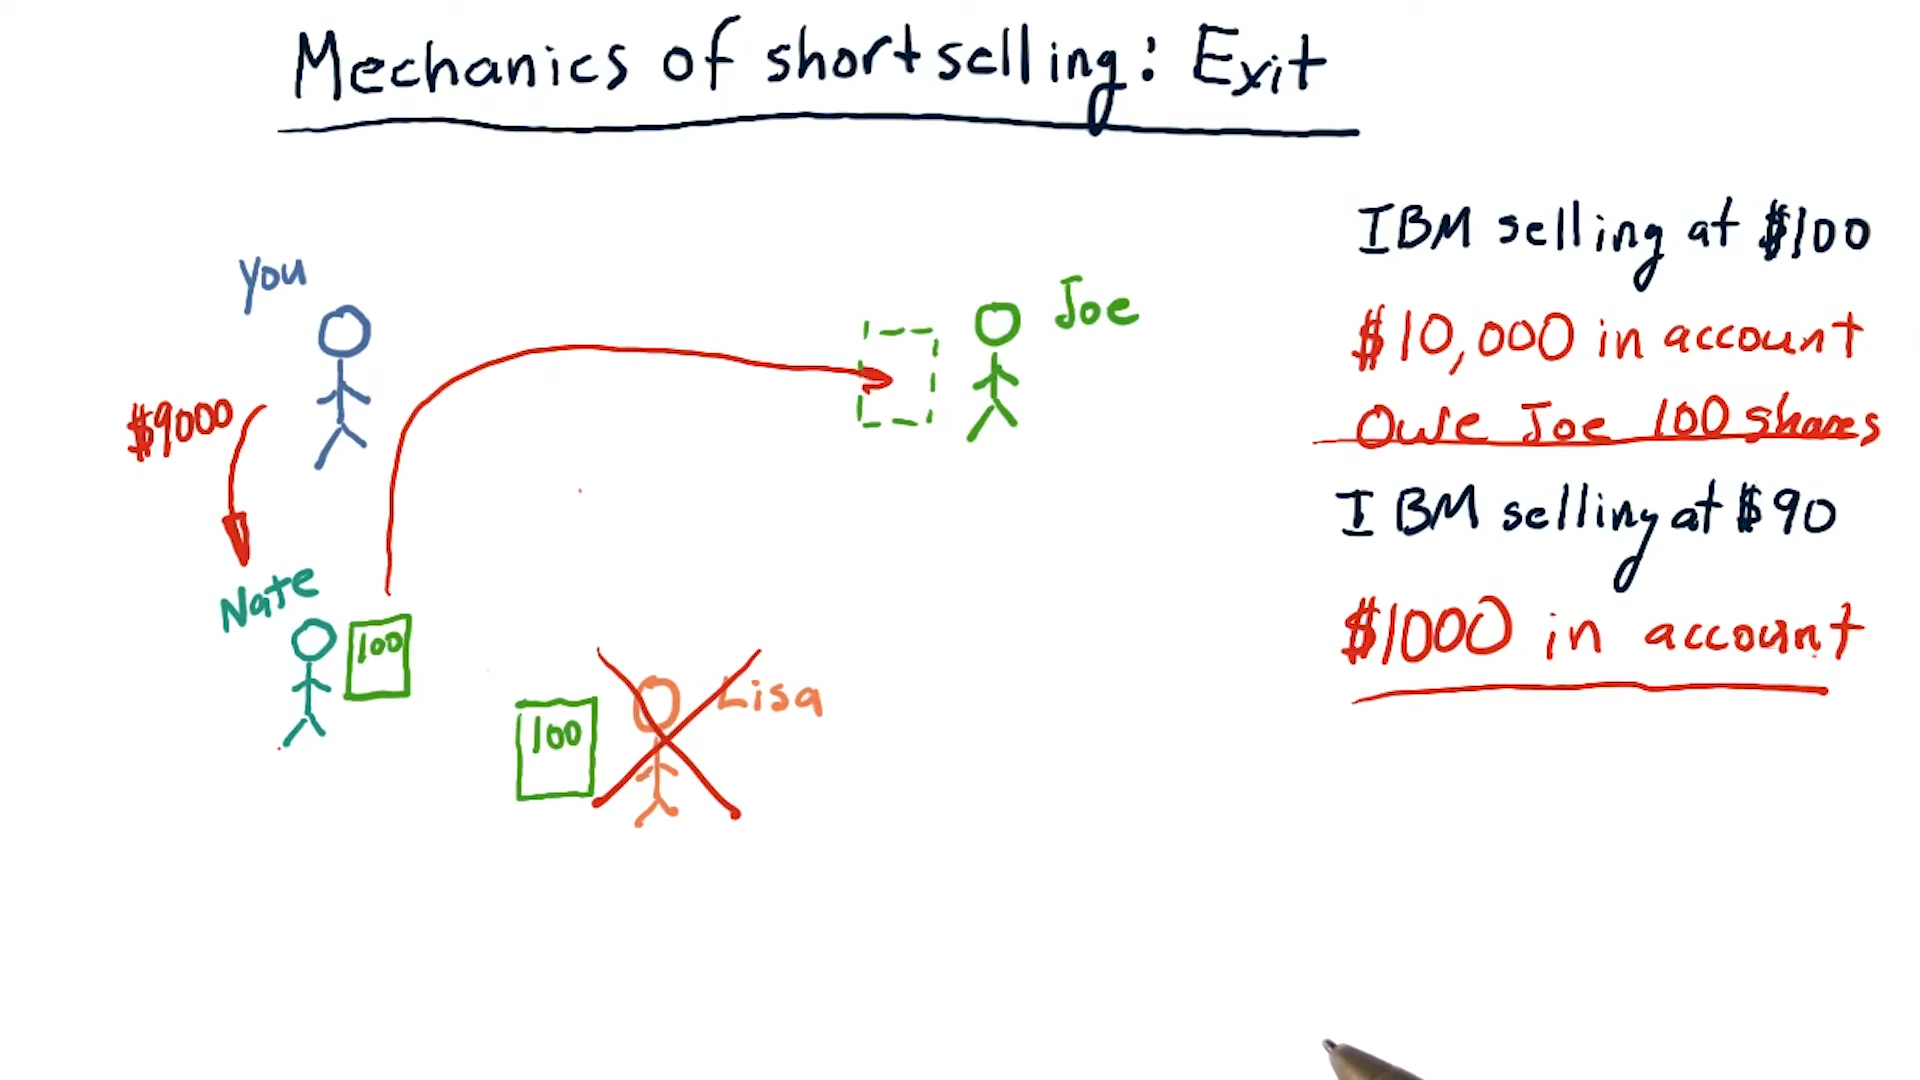 Mechanics of short selling: Exit
you
Joe
$9000
Nate
100
100
Lisa
IBM selling at $100
$10,000 in account
Owe Joe 100 shares
IBM selling at $90
$1000 in account